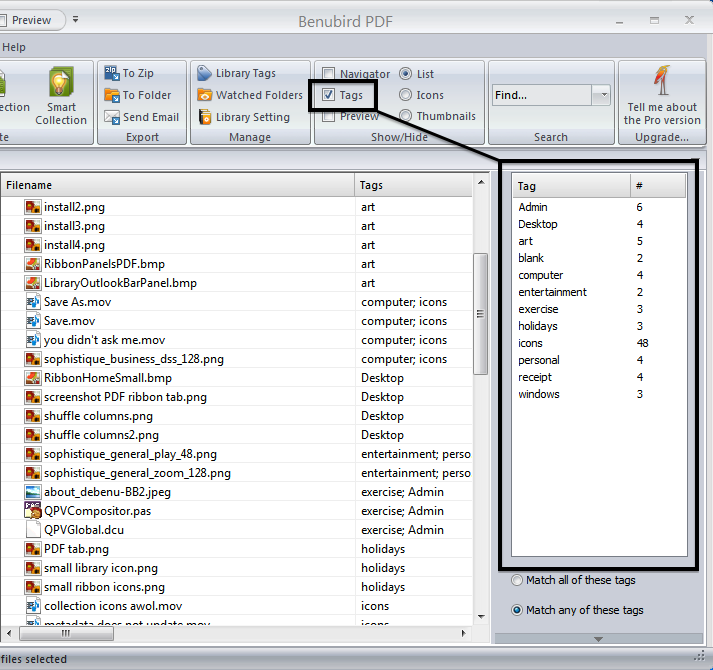 Preview
Benubird PDF
Help
ection
Smart
Collection
te
To Zip
To Folder
Send Email
Export
Library Tags
Watched Folders
Library Setting
Manage
Navigator
Tags
Preview
List
Icons
Thumbnails
Show/Hide
Find...
Search
Tell me about
the Pro version
Upgrade...
Filename Tags
install2.png art
install3.png art
install4.png art
RibbonPanelsPDF.bmp art
LibraryOutlookBarPanel.bmp art
Save As.mov computer; icons
Save.mov computer; icons
you didn't ask me.mov computer; icons
sophistique_business_dss_128.png computer; icons
RibbonHomeSmall.bmp Desktop
screenshot PDF ribbon tab.png Desktop
shuffle columns.png Desktop
shuffle columns2.png Desktop
sophistique_general_play_48.png entertainment; perso
sophistique_general_zoom_128.png entertainment; perso
about_debenu-BB2.jpeg exercise; Admin
QPVCompositor.pas exercise; Admin
QPVGlobal.dcu exercise; Admin
PDF tab.png holidays
small library icon.png holidays
small ribbon icons.png holidays
collection icons awol.mov icons
metadata does not update.mov icons
Tag #
Admin 6
Desktop 4
art 5
blank 2
computer 4
entertainment 2
exercise 3
holidays 3
icons 48
personal 4
receipt 4
windows 3
Match all of these tags
Match any of these tags
files selected